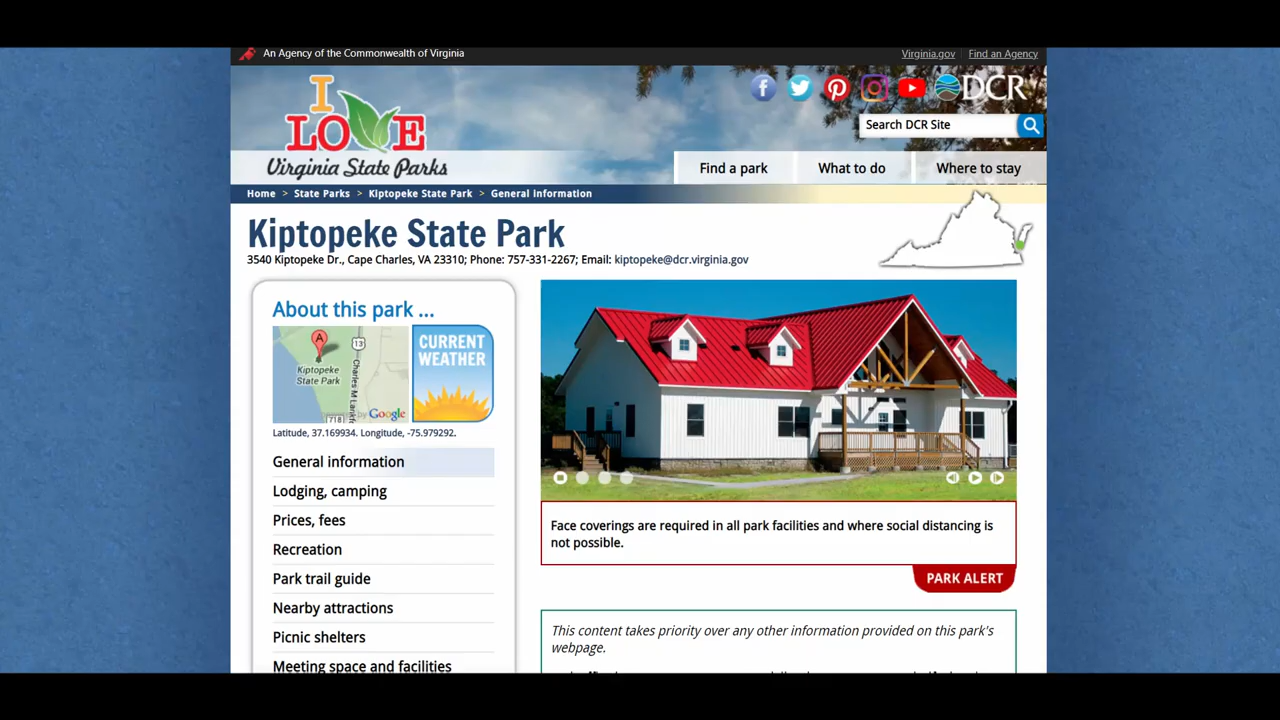 An Agency of the Commonwealth of Virginia
Virginia.gov | Find an Agency
I
LOVE
Virginia State Parks
DCR
Search DCR Site
Find a park
What to do
Where to stay
Home > State Parks > Kiptopeke State Park > General Information
Kiptopeke State Park
3540 Kiptopeke Dr., Cape Charles, VA 23310; Phone: 757-331-2267; Email: kiptopeke@dcr.virginia.gov
About this park ...
A
13
Kiptopeke
State Park
Charles M
718
Google
CURRENT
WEATHER
Latitude, 37.169934. Longitude, -75.979292.
General information
Lodging, camping
Prices, fees
Recreation
Park trail guide
Nearby attractions
Picnic shelters
Meeting space and facilities
Face coverings are required in all park facilities and where social distancing is
not possible.
PARK ALERT
This content takes priority over any other information provided on this park's
webpage.